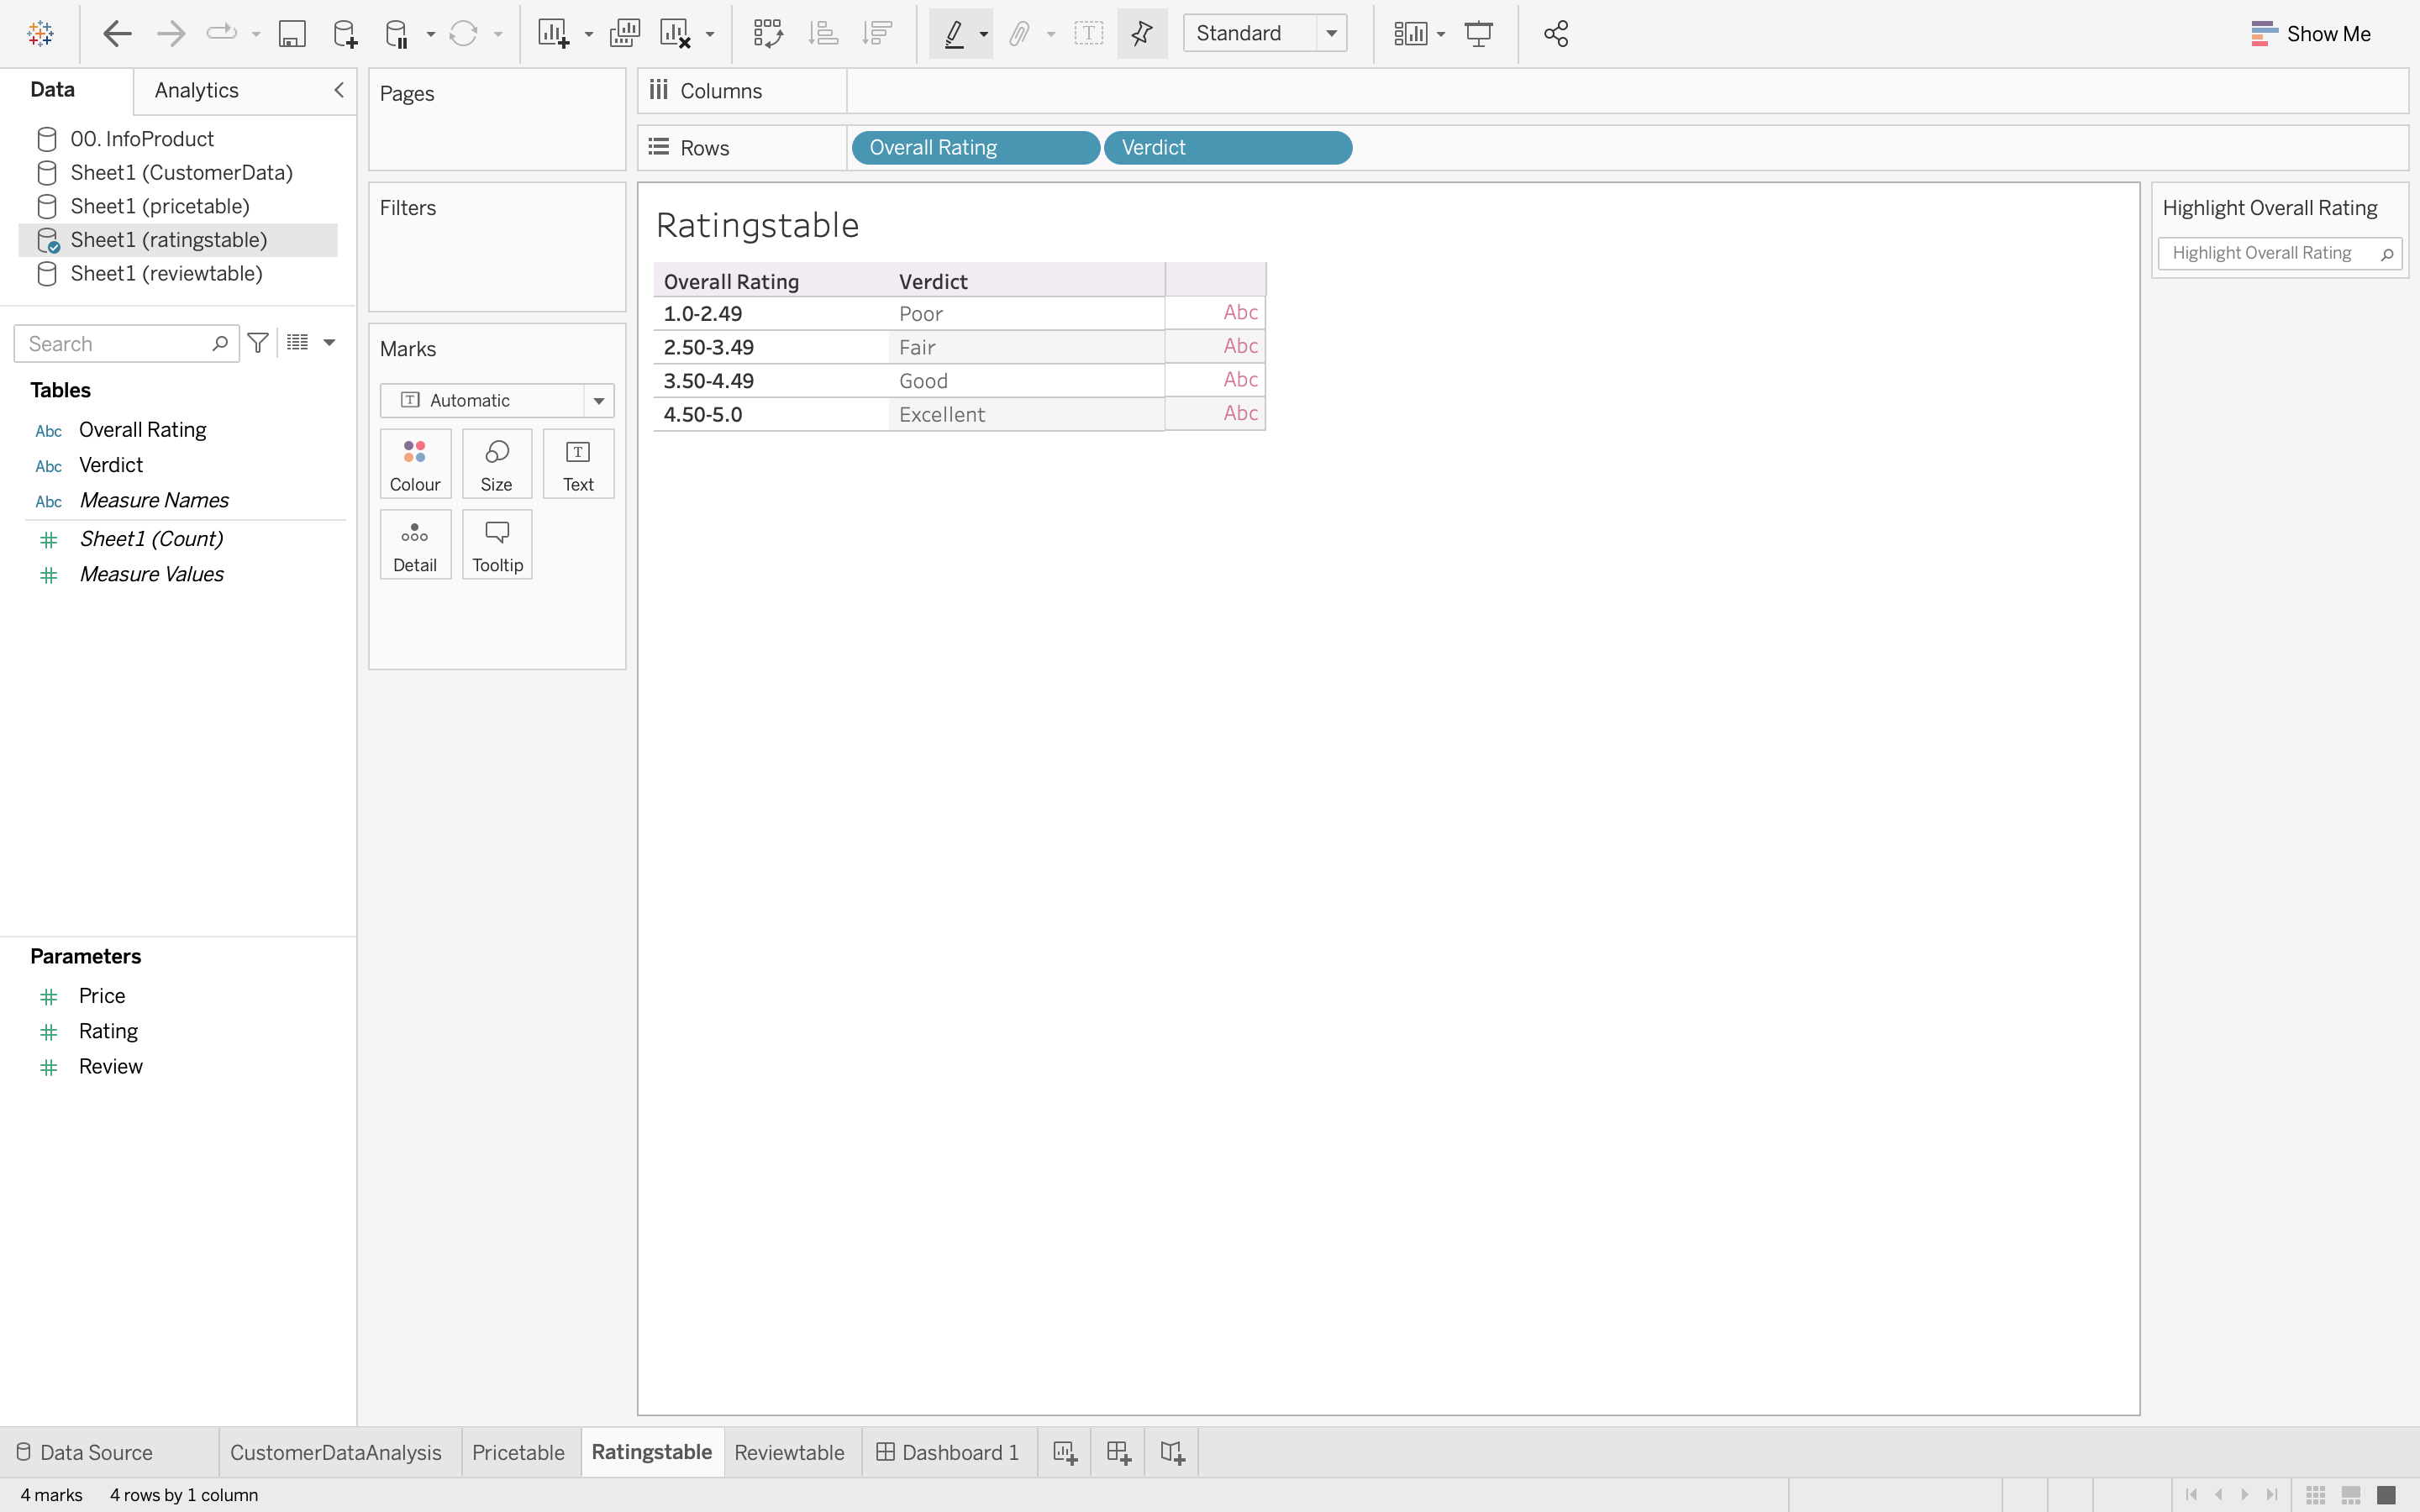 Standard
Show Me
Data
Analytics
00. InfoProduct
Sheet1 (CustomerData)
Sheet1 (pricetable)
Sheet1 (ratingstable)
Sheet1 (reviewtable)
Search
Tables
Abc Overall Rating
Abc Verdict
Abc Measure Names
# Sheet1 (Count)
# Measure Values
Parameters
# Price
# Rating
# Review
Pages
Filters
Marks
T Automatic
Colour Size Text
Detail Tooltip
Columns
Rows Overall Rating Verdict
Ratingstable
Overall Rating Verdict
1.0-2.49 Poor Abc
2.50-3.49 Fair Abc
3.50-4.49 Good Abc
4.50-5.0 Excellent Abc
Highlight Overall Rating
Highlight Overall Rating
Data Source CustomerDataAnalysis Pricetable Ratingstable Reviewtable Dashboard 1
4 marks 4 rows by 1 column